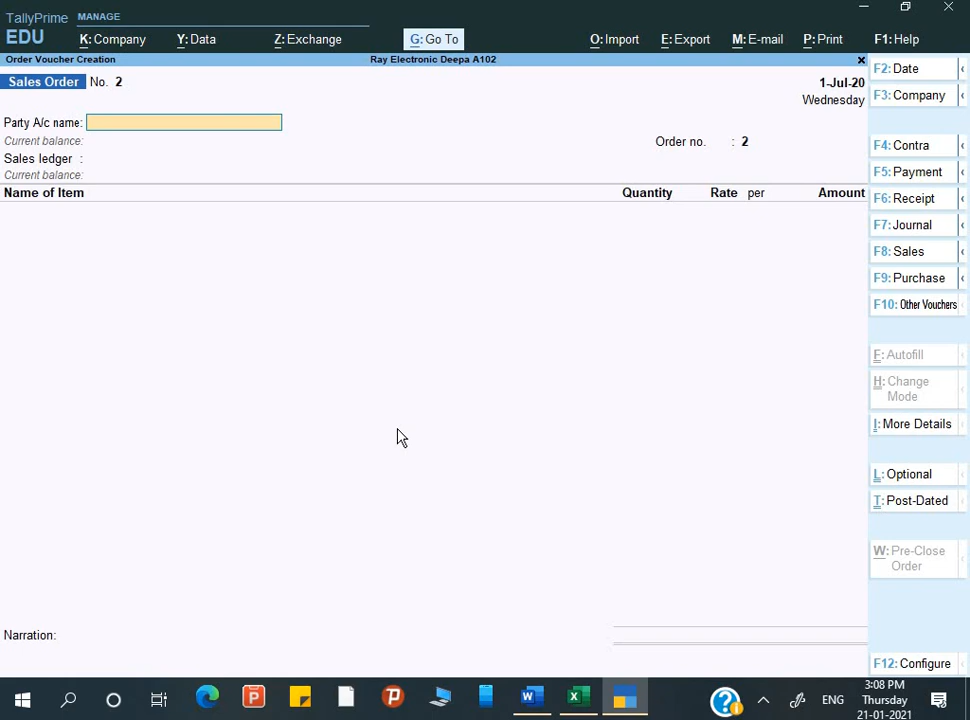 TallyPrime MANAGE
EDU K: Company Y: Data Z: Exchange G: Go To O: Import E: Export M: E-mail P: Print F1: Help
Order Voucher Creation Ray Electronic Deepa A102
Sales Order No. 2 1-Jul-20
Wednesday
Party A/c name:
Current balance: Order no. : 2
Sales ledger :
Current balance:
Name of Item Quantity Rate per Amount
Narration:
F2: Date
F3: Company
F4: Contra
F5: Payment
F6: Receipt
F7: Journal
F8: Sales
F9: Purchase
F10: Other Vouchers
F: Autofill
H: Change
Mode
I: More Details
L: Optional
T: Post-Dated
W: Pre-Close
Order
F12: Configure
ENG 3:08 PM
Thursday
21-01-2021